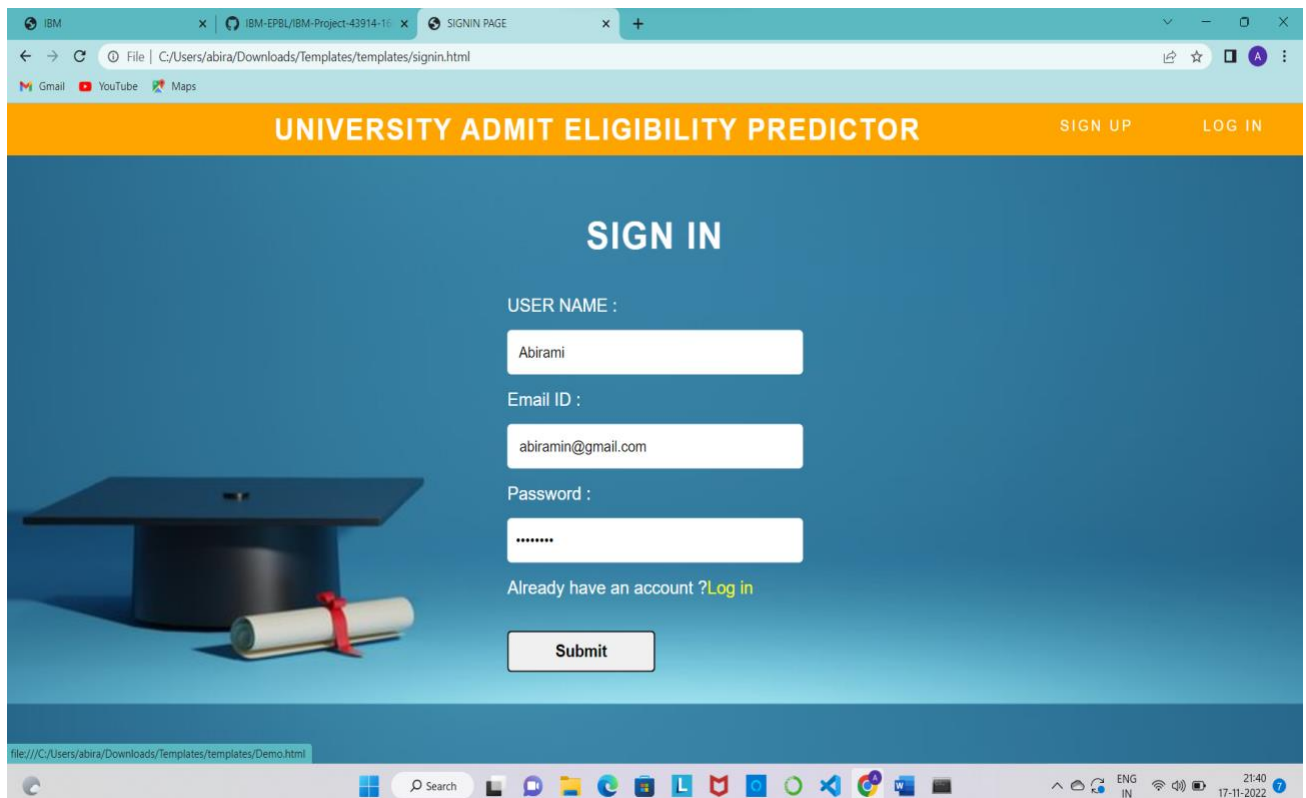 IBM
IBM-EPBL/IBM-Project-43914-16
SIGNIN PAGE
File | C:/Users/abira/Downloads/Templates/templates/signin.html
A
Gmail YouTube Maps
UNIVERSITY ADMIT ELIGIBILITY PREDICTOR
SIGN UP
LOG IN
SIGN IN
USER NAME :
Abirami
Email ID :
abiramin@gmail.com
Password :
••••••••
Already have an account ?Log in
Submit
file:///C:/Users/abira/Downloads/Templates/templates/Demo.html
Search
L
W
ENG
IN
21:40
17-11-2022
7